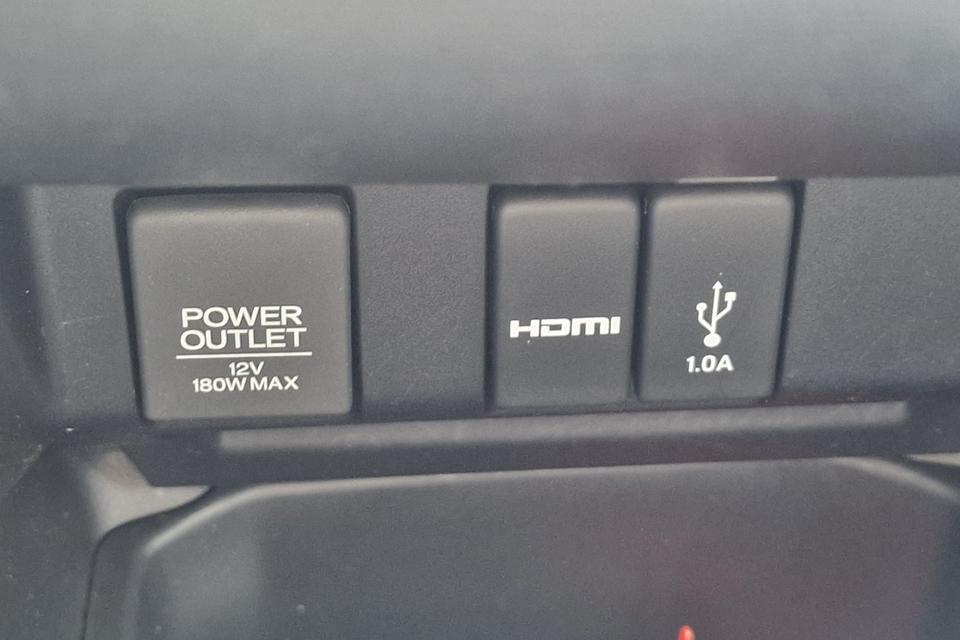 POWER
OUTLET
12V
180W MAX
HDMI
1.0A